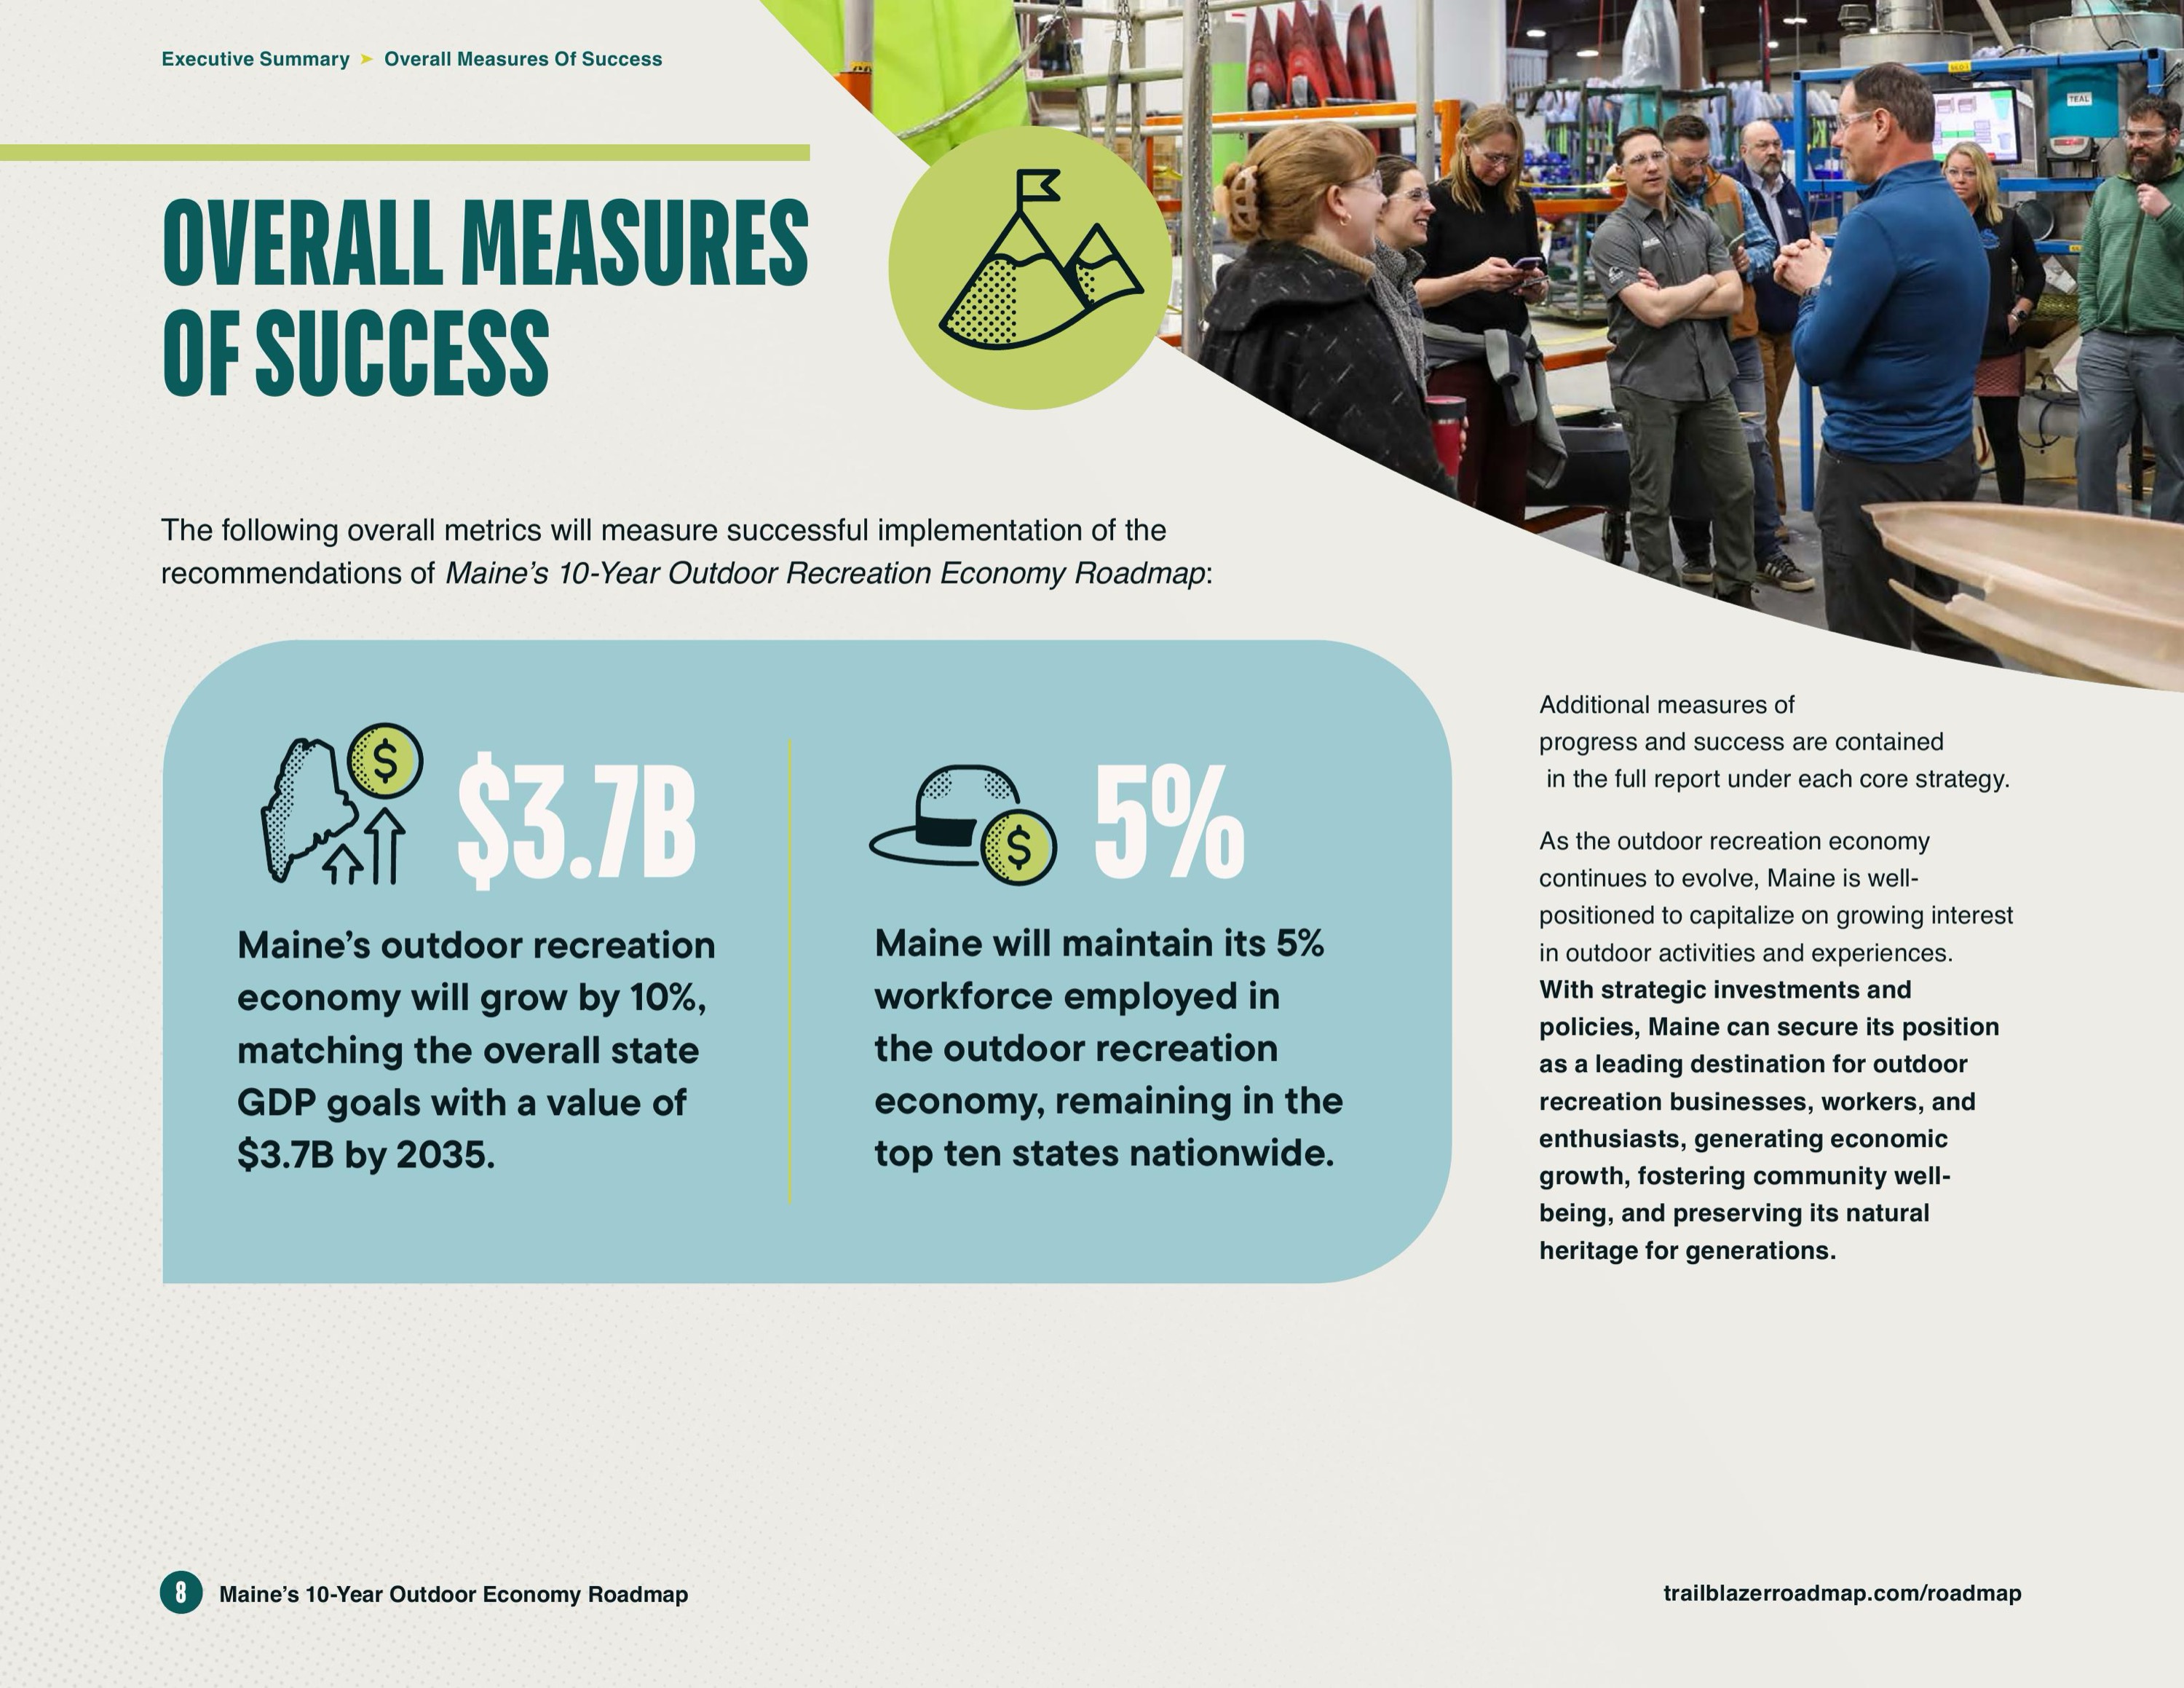 Executive Summary ➤ Overall Measures Of Success
OVERALL MEASURES
OF SUCCESS
TEAL
The following overall metrics will measure successful implementation of the
recommendations of Maine’s 10-Year Outdoor Recreation Economy Roadmap:
$3.7B
Maine’s outdoor recreation
economy will grow by 10%,
matching the overall state
GDP goals with a value of
$3.7B by 2035.
5%
Maine will maintain its 5%
workforce employed in
the outdoor recreation
economy, remaining in the
top ten states nationwide.
Additional measures of
progress and success are contained
in the full report under each core strategy.
As the outdoor recreation economy
continues to evolve, Maine is well-
positioned to capitalize on growing interest
in outdoor activities and experiences.
With strategic investments and
policies, Maine can secure its position
as a leading destination for outdoor
recreation businesses, workers, and
enthusiasts, generating economic
growth, fostering community well-
being, and preserving its natural
heritage for generations.
8 Maine’s 10-Year Outdoor Economy Roadmap
trailblazerroadmap.com/roadmap